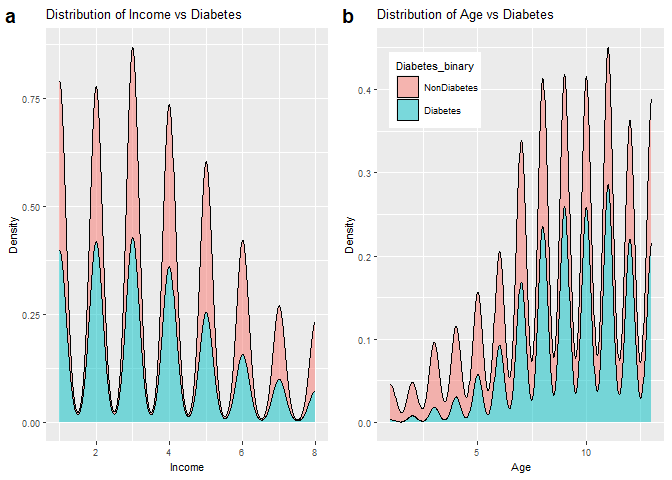 a
Distribution of Income vs Diabetes
Density
0.75
0.50
0.25
0.00
2
4
6
8
Income
b
Distribution of Age vs Diabetes
Diabetes_binary
NonDiabetes
Diabetes
Density
0.4
0.3
0.2
0.1
0.0
5
10
Age